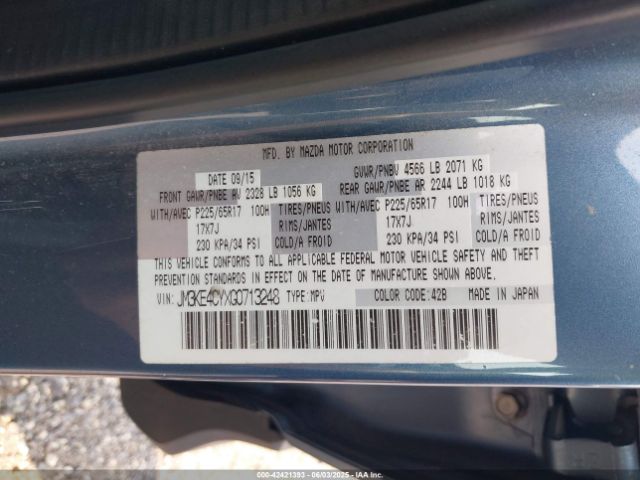 MFD. BY MAZDA MOTOR CORPORATION
DATE 09/15 GVWR/PNBV 4566 LB 2071 KG
FRONT GAWR/PNBE AV 2328 LB 1056 KG REAR GAWR/PNBE AR 2244 LB 1018 KG
WITH/AVEC P225/65R17 100H TIRES/PNEUS WITH/AVEC P225/65R17 100H TIRES/PNEUS
17X7J RIMS/JANTES 17X7J RIMS/JANTES
230 KPA/34 PSI COLD/A FROID 230 KPA/34 PSI COLD/A FROID
THIS VEHICLE CONFORMS TO ALL APPLICABLE FEDERAL MOTOR VEHICLE SAFETY AND THEFT
PREVENTION STANDARDS IN EFFECT ON THE DATE OF MANUFACTURE SHOWN ABOVE.
VIN: JM3KE4CYXG0713248 TYPE: MPV COLOR CODE: 42B MADE IN JAPAN
000-42421393 - 06/03/2025 - IAAI.COM